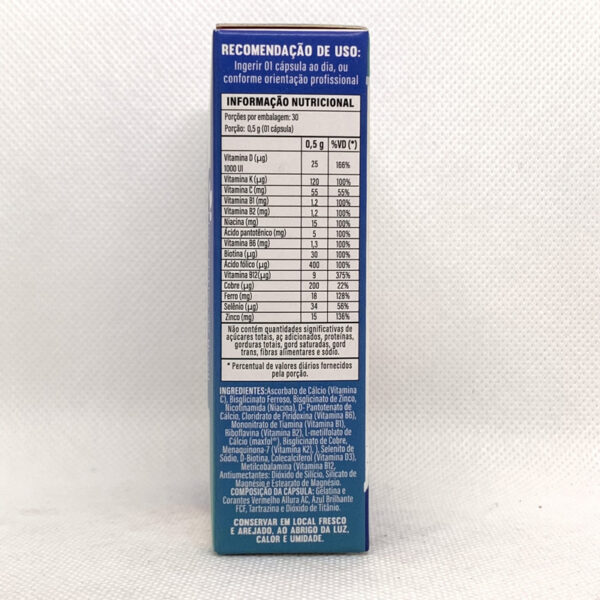 RECOMENDAÇÃO DE USO:
Ingerir 01 cápsula ao dia, ou
conforme orientação profissional
INFORMAÇÃO NUTRICIONAL
Porções por embalagem: 30
Porção: 0,5 g (01 cápsula)
0,5 g %VD (*)
Vitamina D (µg)
1000 UI 25 166%
Vitamina K (µg) 120 100%
Vitamina C (mg) 55 55%
Vitamina B1 (mg) 1,2 100%
Vitamina B2 (mg) 1,2 100%
Niacina (mg) 15 100%
Ácido pantotênico (mg) 5 100%
Vitamina B6 (mg) 1,3 100%
Biotina (µg) 30 100%
Ácido fólico (µg) 400 100%
Vitamina B12(µg) 9 375%
Cobre (µg) 200 22%
Ferro (mg) 18 128%
Selênio (µg) 34 56%
Zinco (mg) 15 136%
Não contém quantidades significativas de
açúcares totais, aç adicionados, proteínas,
gorduras totais, gord saturadas, gord
trans, fibras alimentares e sódio.
* Percentual de valores diários fornecidos
pela porção.
INGREDIENTES:Ascorbato de Cálcio (Vitamina
C), Bisglicinato Ferroso, Bisglicinato de Zinco,
Nicotinamida (Niacina), D- Pantotenato de
Cálcio, Cloridrato de Piridoxina (Vitamina B6),
Mononitrato de Tiamina (Vitamina B1),
Riboflavina (Vitamina B2), L-metilfolato de
Cálcio (maxfol™), Bisglicinato de Cobre,
Menaquinona-7 (Vitamina K2), ), Selenito de
Sódio, D-Biotina, Colecalciferol (Vitamina D3),
Metilcobalamina (Vitamina B12,
Antiumectantes: Dióxido de Silício, Silicato de
Magnésio e Estearato de Magnésio.
COMPOSIÇÃO DA CÁPSULA: Gelatina e
Corantes Vermelho Allura AC, Azul Brilhante
FCF, Tartrazina e Dióxido de Titânio.
CONSERVAR EM LOCAL FRESCO
E AREJADO, AO ABRIGO DA LUZ,
CALOR E UMIDADE.